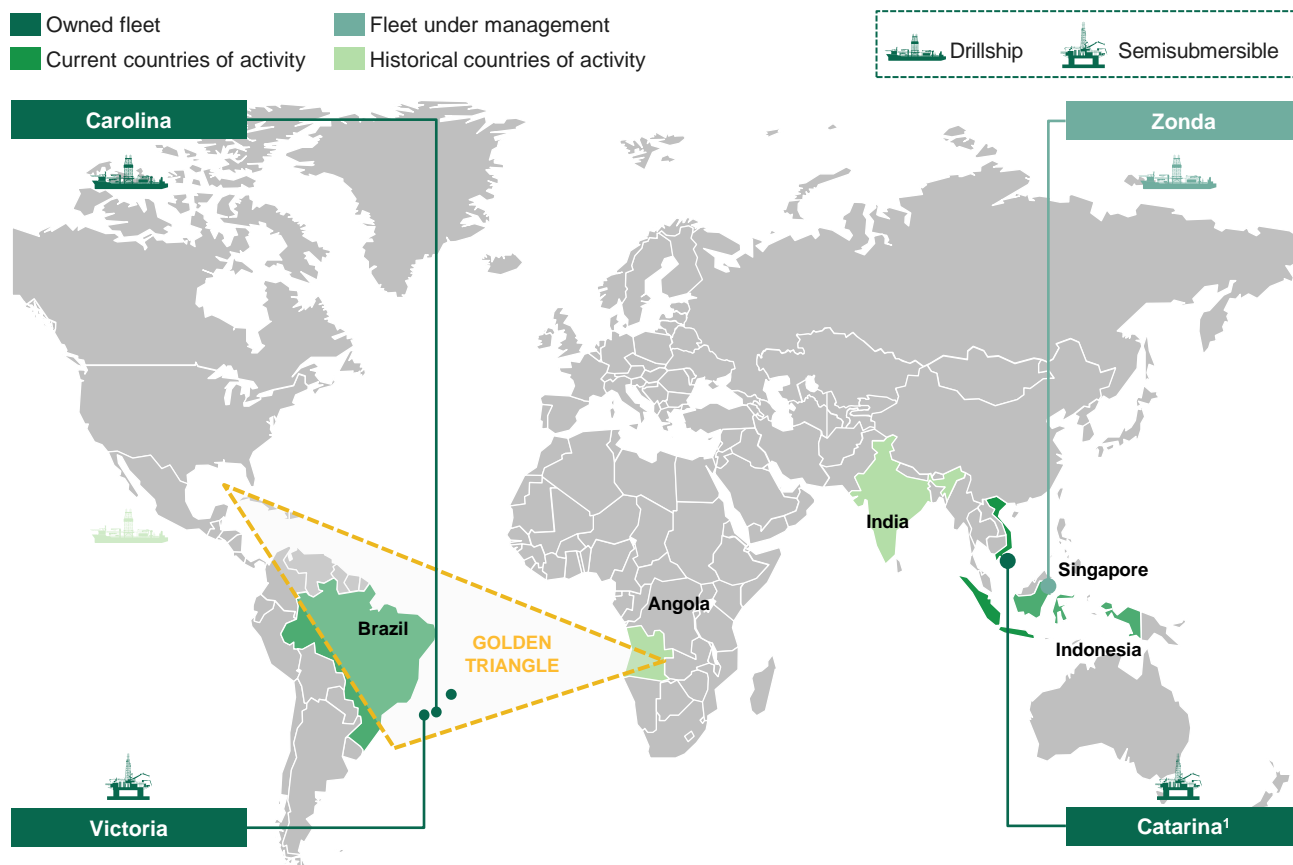 Owned fleet
Fleet under management
Current countries of activity
Historical countries of activity
Drillship
Semisubmersible
Carolina
Zonda
India
Singapore
Angola
Brazil
GOLDEN
TRIANGLE
Indonesia
Victoria
Catarina¹